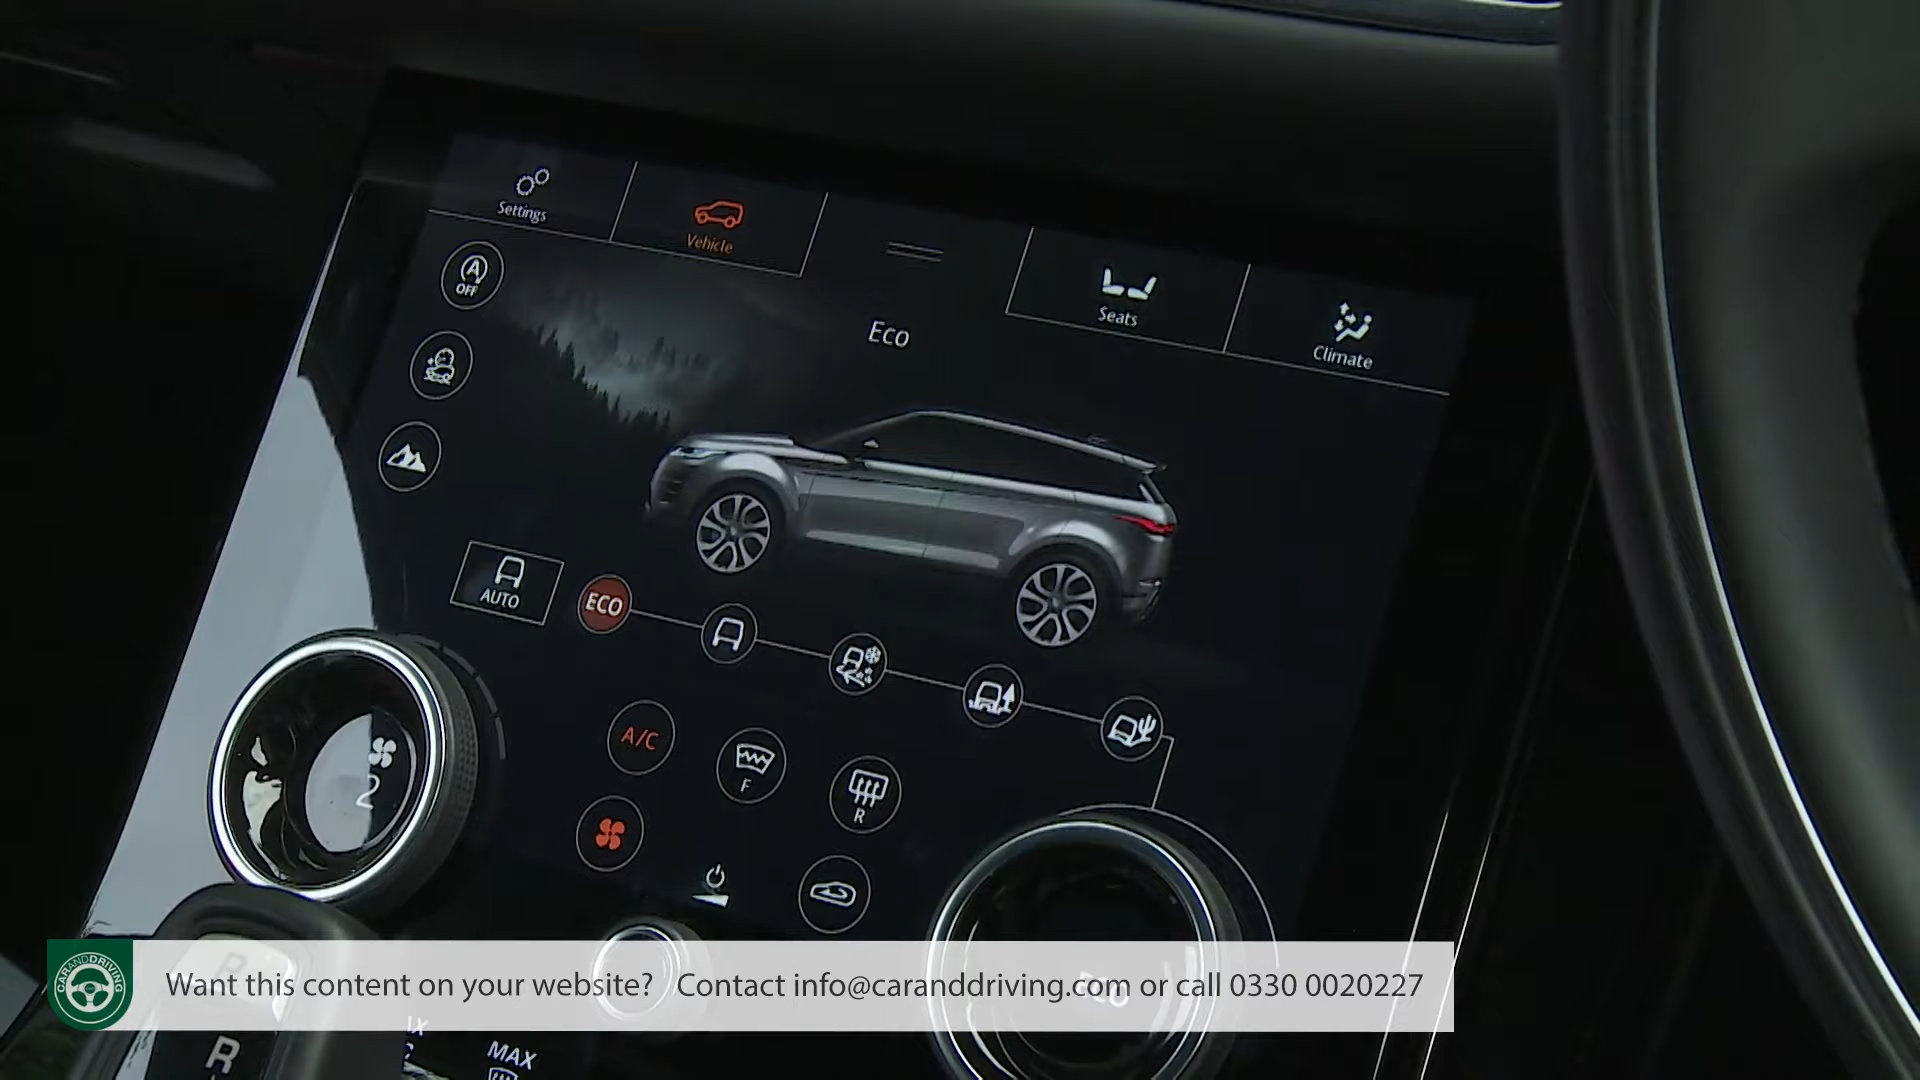 Settings
Vehicle
Seats
Climate
A
OFF
Eco
AUTO
ECO
A/C
F
R
2
ECO
CARANDDRIVING
Want this content on your website? Contact info@caranddriving.com or call 0330 0020227
R
MAX